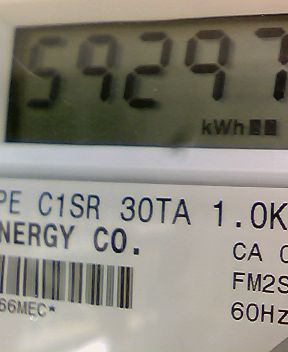 59297
kWh
PE C1SR 30TA 1.0K
NERGY CO.
CA
FM2S
60Hz
66MEC*